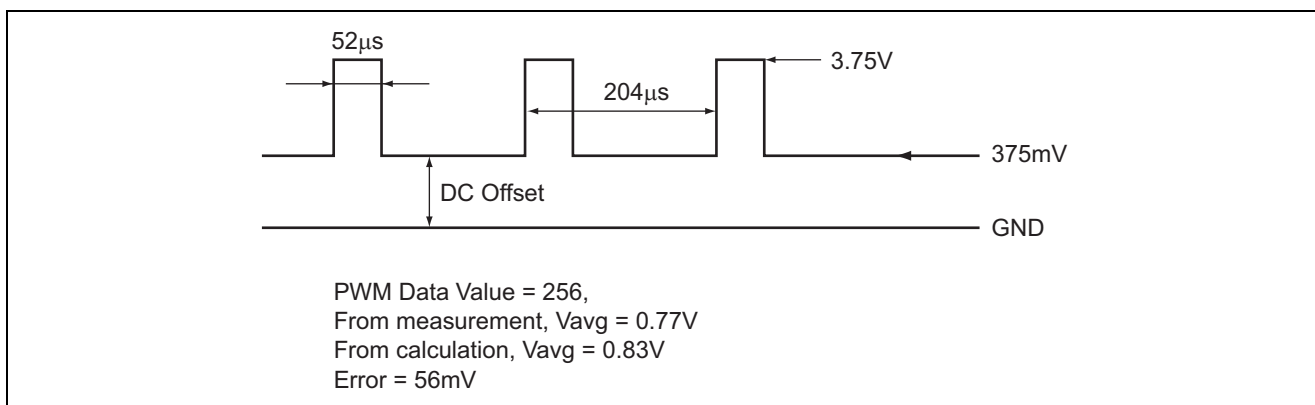 52μs
3.75V
204μs
375mV
DC Offset
GND
PWM Data Value = 256,
From measurement, Vavg = 0.77V
From calculation, Vavg = 0.83V
Error = 56mV